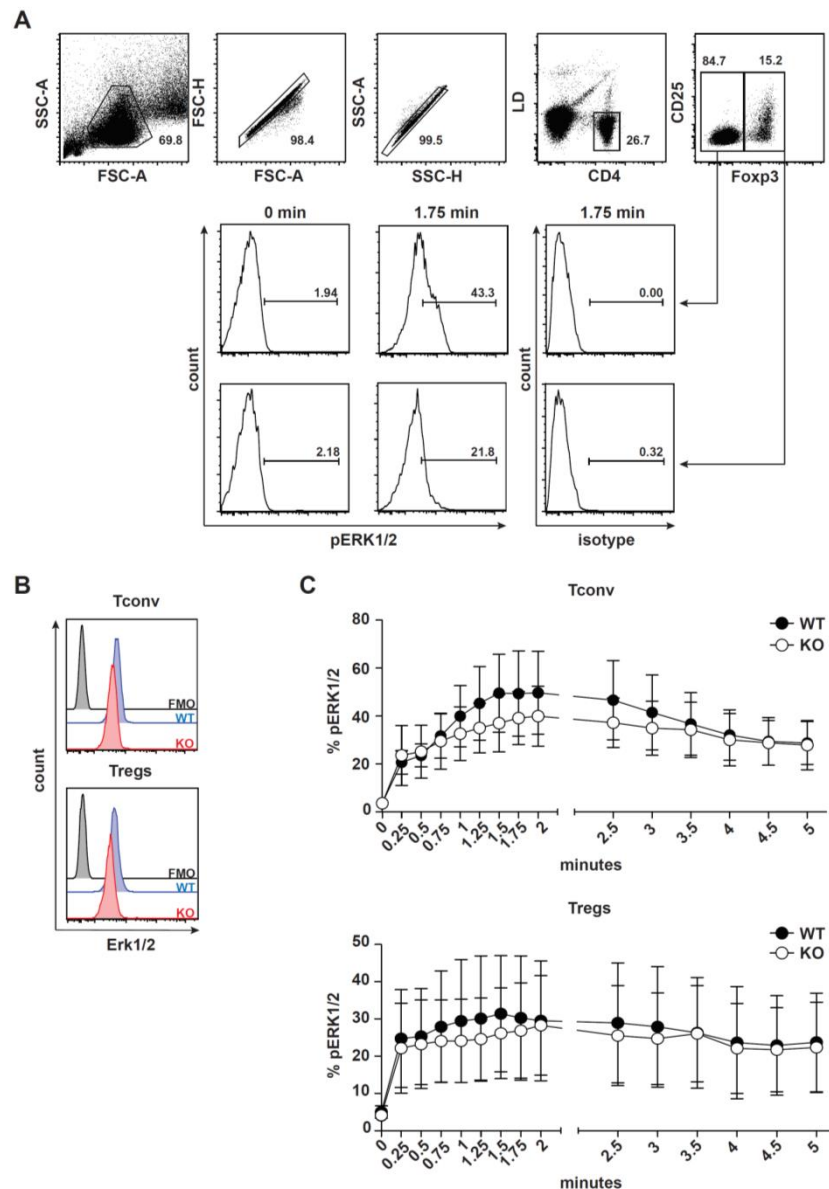 A
SSC-A
69.8
FSC-A
FSC-H
98.4
FSC-A
SSC-A
99.5
SSC-H
LD
26.7
CD4
CD25
84.7
15.2
Foxp3
0 min
1.75 min
1.75 min
count
1.94
43.3
count
0.00
2.18
21.8
0.32
pERK1/2
isotype
B
Tconv
count
FMO
WT
KO
Tregs
FMO
WT
KO
Erk1/2
C
Tconv
WT
KO
% pERK1/2
80
60
40
20
0
0 0.25 0.5 0.75 1 1.25 1.5 1.75 2 2.5 3 3.5 4 4.5 5
minutes
Tregs
WT
KO
% pERK1/2
50
40
30
20
10
0
0 0.25 0.5 0.75 1 1.25 1.5 1.75 2 2.5 3 3.5 4 4.5 5
minutes